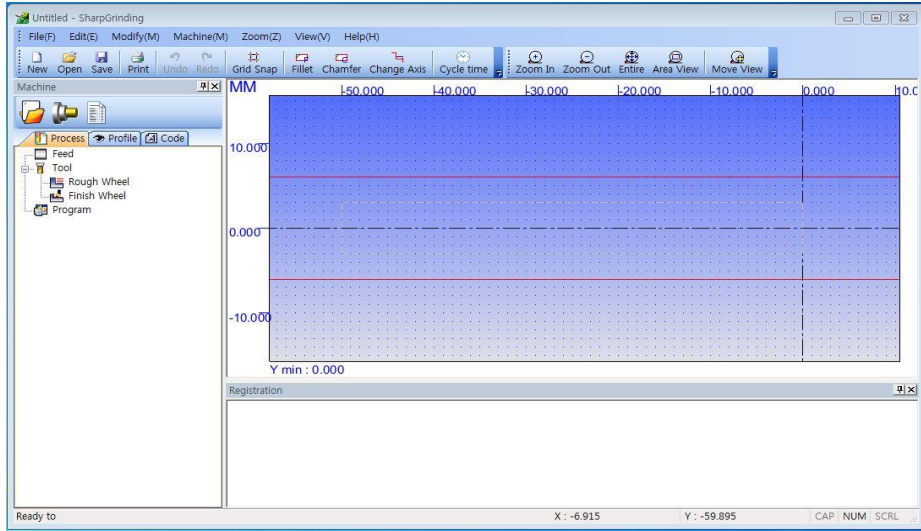 Untitled - SharpGrinding
File(F) Edit(E) Modify(M) Machine(M) Zoom(Z) View(V) Help(H)
New Open Save Print Undo Redo Grid Snap Fillet Chamfer Change Axis Cycle time Zoom In Zoom Out Entire Area View Move View
Machine
Process Profile Code
Feed
Tool
Rough Wheel
Finish Wheel
Program
MM -50.000 -40.000 -30.000 -20.000 -10.000 0.000
10.000
0.000
-10.000
Y min : 0.000
Registration
Ready to X : -6.915 Y : -59.895 CAP NUM SCRL